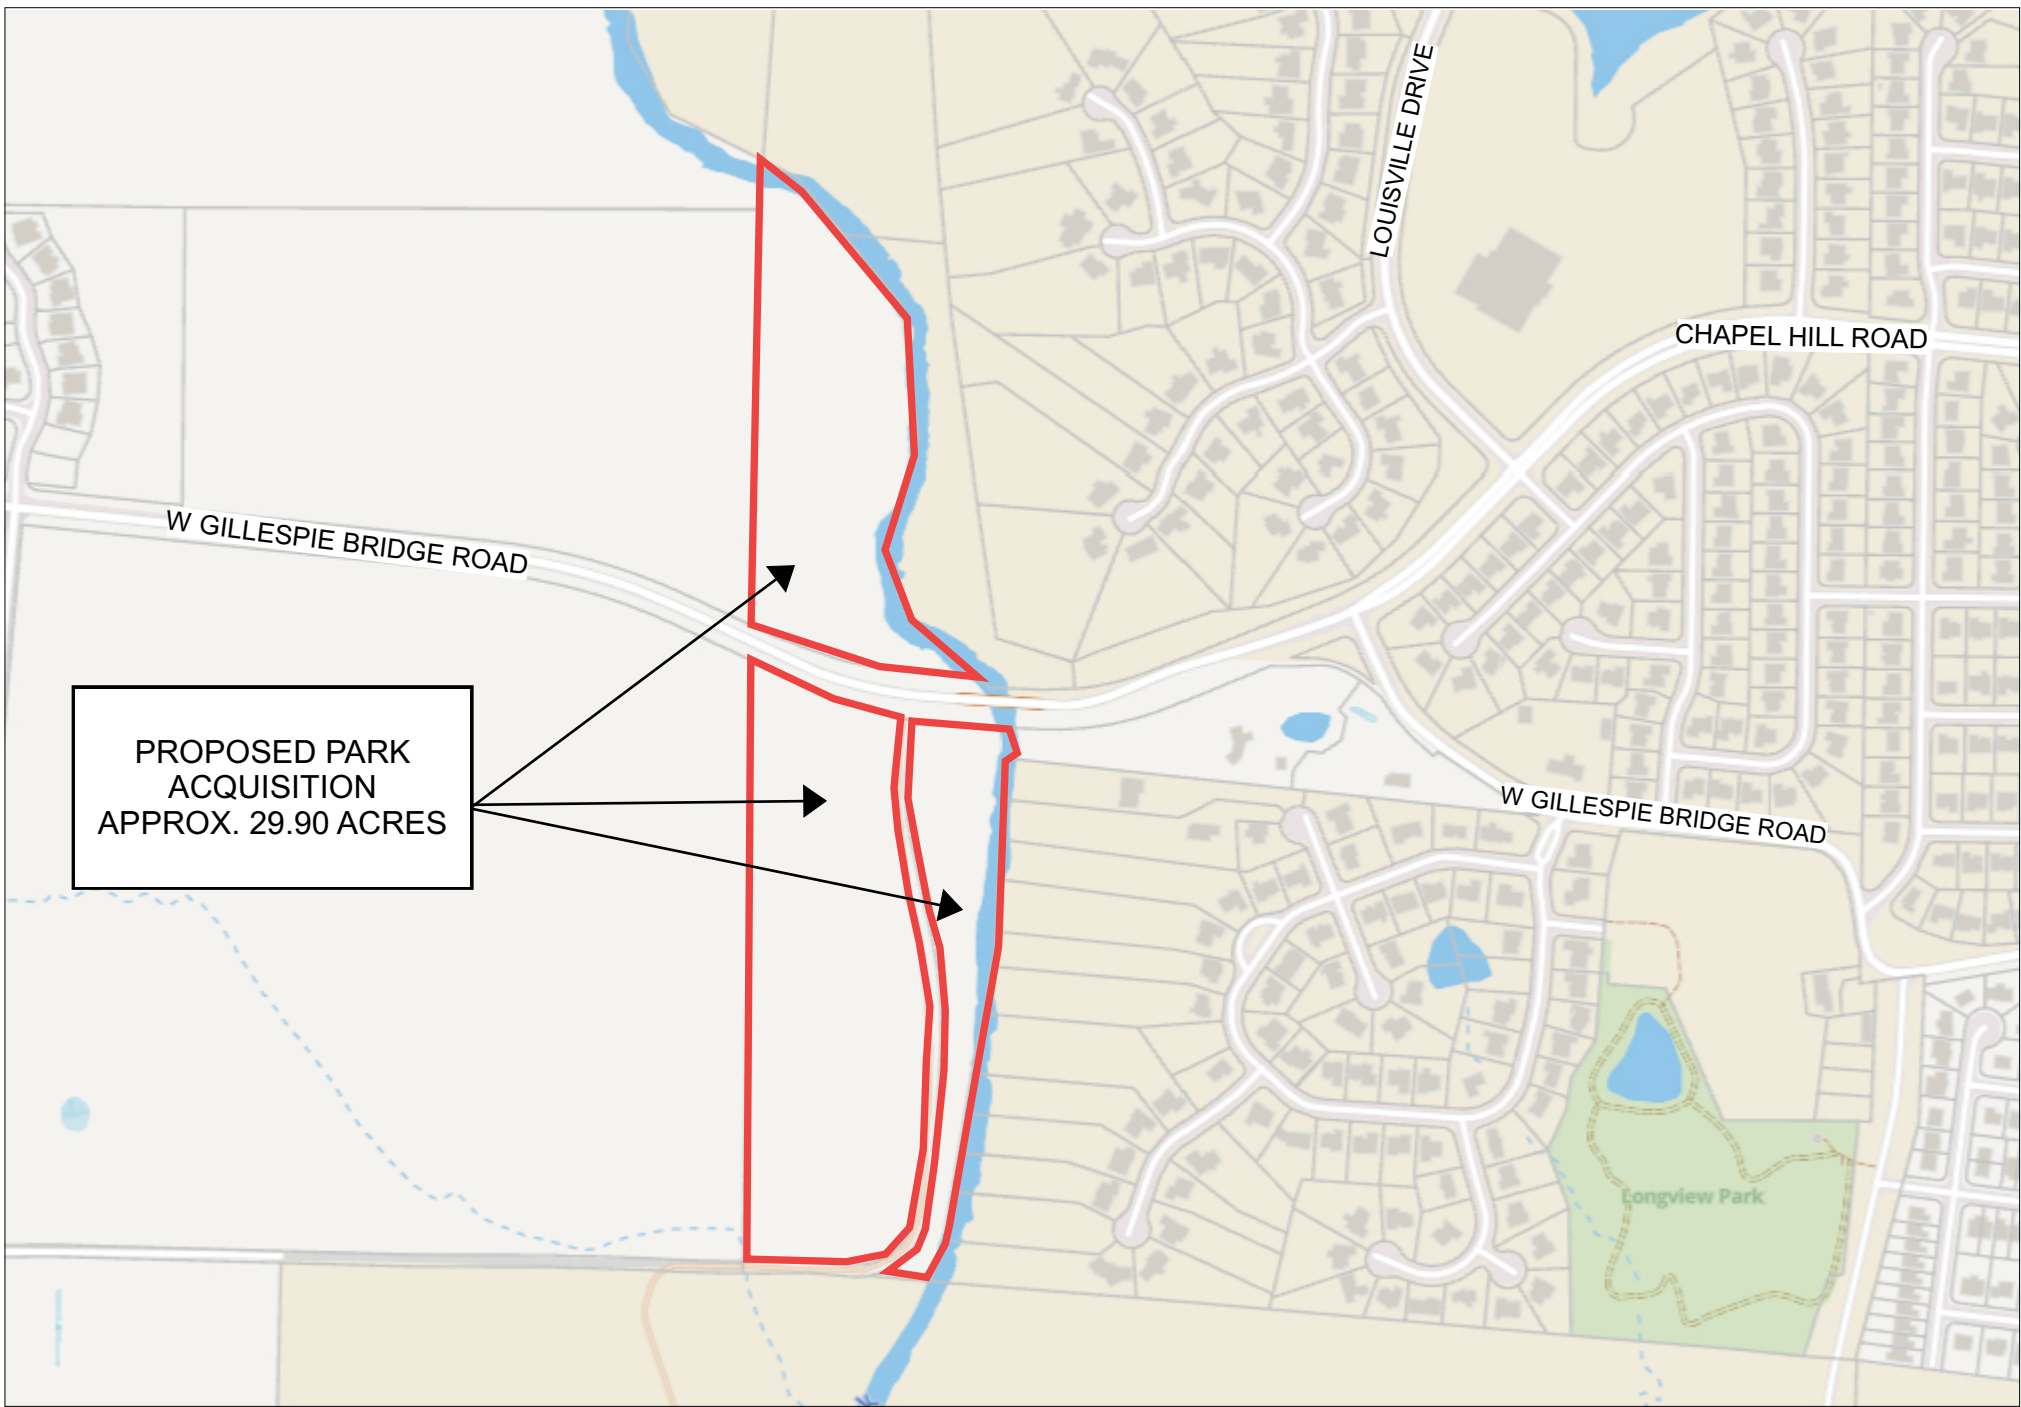 LOUISVILLE DRIVE
CHAPEL HILL ROAD
W GILLESPIE BRIDGE ROAD
PROPOSED PARK
ACQUISITION
APPROX. 29.90 ACRES
W GILLESPIE BRIDGE ROAD
Longview Park